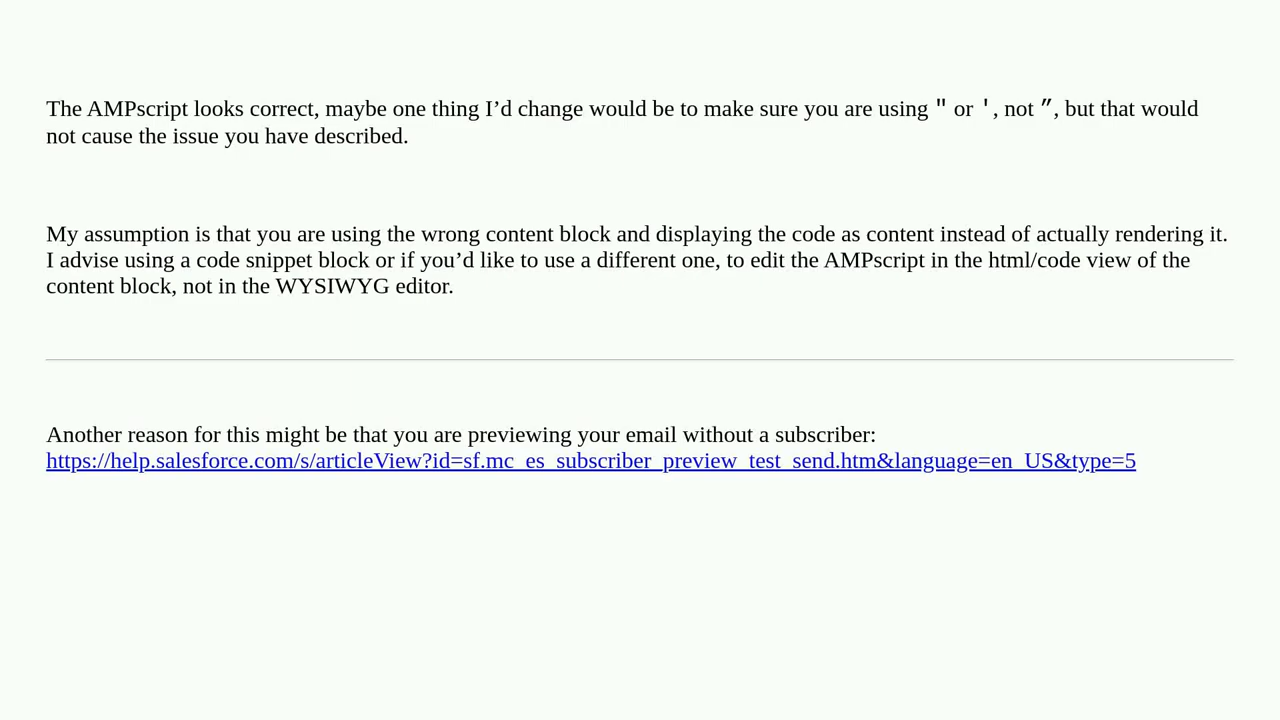 The AMPscript looks correct, maybe one thing I’d change would be to make sure you are using " or ', not ”, but that would
not cause the issue you have described.
My assumption is that you are using the wrong content block and displaying the code as content instead of actually rendering it.
I advise using a code snippet block or if you’d like to use a different one, to edit the AMPscript in the html/code view of the
content block, not in the WYSIWYG editor.
Another reason for this might be that you are previewing your email without a subscriber:
https://help.salesforce.com/s/articleView?id=sf.mc_es_subscriber_preview_test_send.htm&language=en_US&type=5